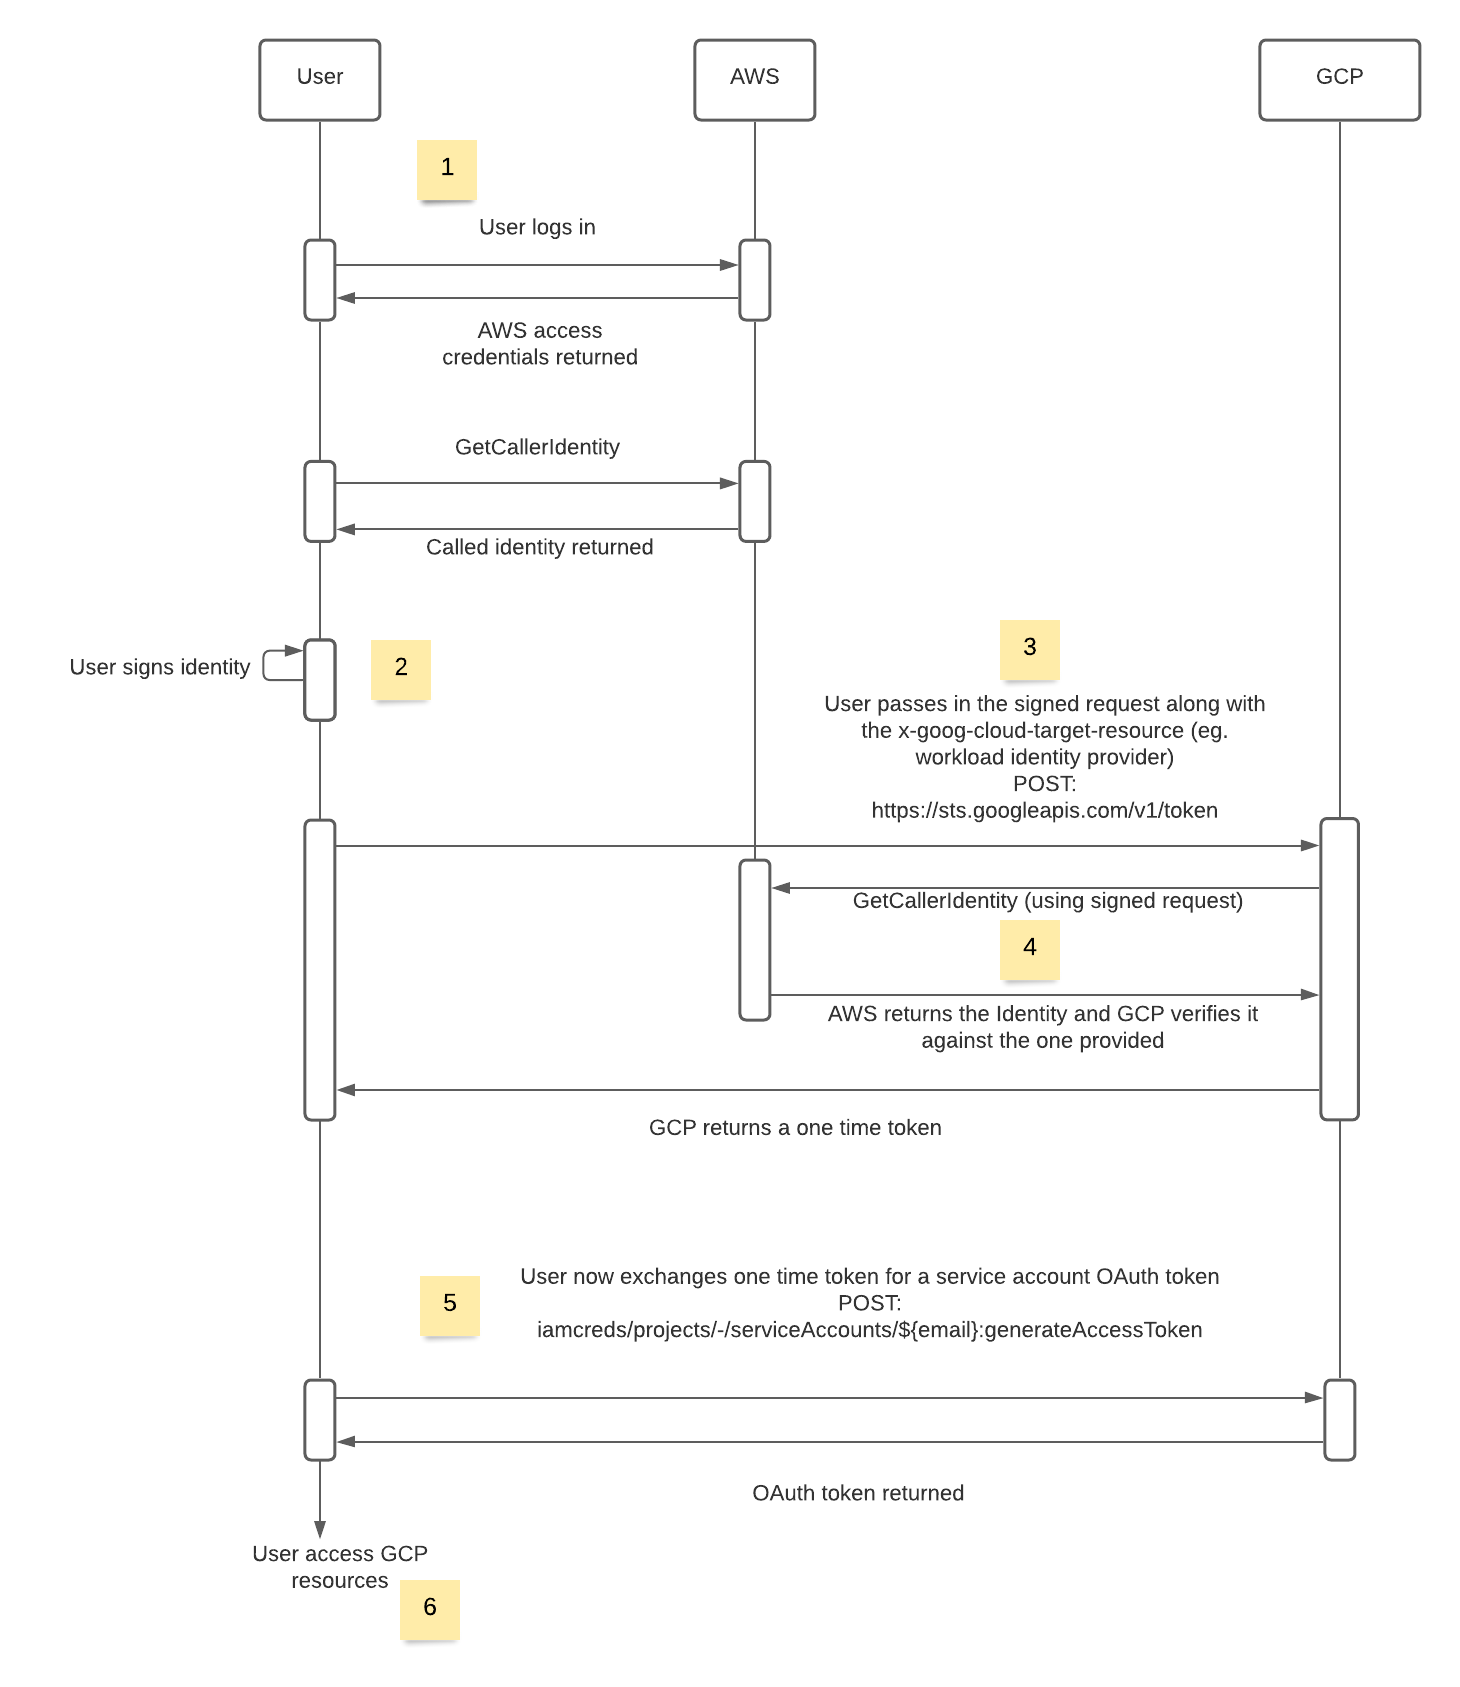 User
AWS
GCP
1
User logs in
AWS access
credentials returned
GetCallerIdentity
Called identity returned
User signs identity
2
3
User passes in the signed request along with
the x-goog-cloud-target-resource (eg.
workload identity provider)
POST:
https://sts.googleapis.com/v1/token
GetCallerIdentity (using signed request)
4
AWS returns the Identity and GCP verifies it
against the one provided
GCP returns a one time token
5
User now exchanges one time token for a service account OAuth token
POST:
iamcreds/projects/-/serviceAccounts/${email}:generateAccessToken
OAuth token returned
User access GCP
resources
6